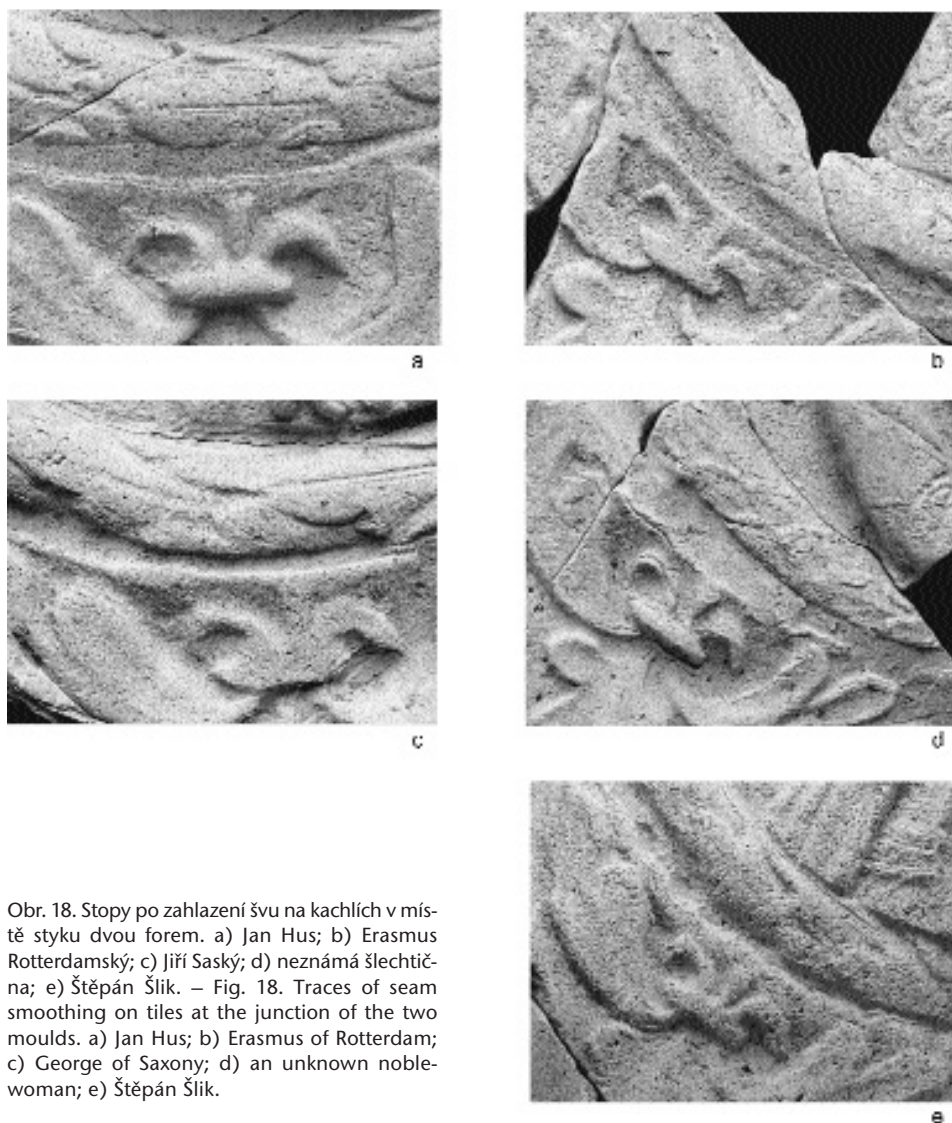 a
b
c
d
e
Obr. 18. Stopy po zahlazení švu na kachlích v mís-
tě styku dvou forem. a) Jan Hus; b) Erasmus
Rotterdamský; c) Jiří Saský; d) neznámá šlechtič-
na; e) Štěpán Šlik. – Fig. 18. Traces of seam
smoothing on tiles at the junction of the two
moulds. a) Jan Hus; b) Erasmus of Rotterdam;
c) George of Saxony; d) an unknown noble-
woman; e) Štěpán Šlik.